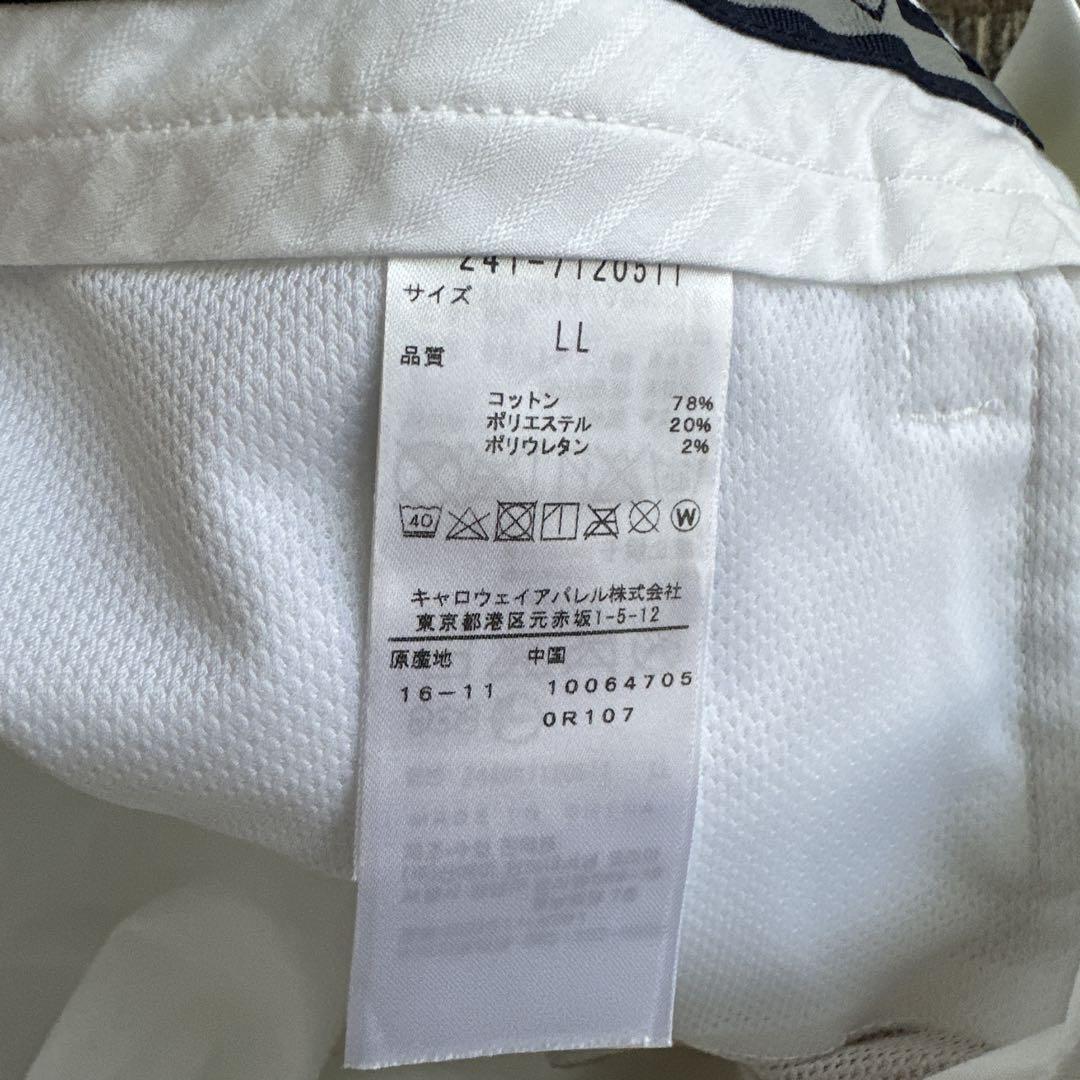 241-7120511
サイズ
LL
品質
コットン 78%
ポリエステル 20%
ポリウレタン 2%
40
W
キャロウェイアパレル株式会社
東京都港区元赤坂1-5-12
原産地 中国
16-11 10064705
0R107